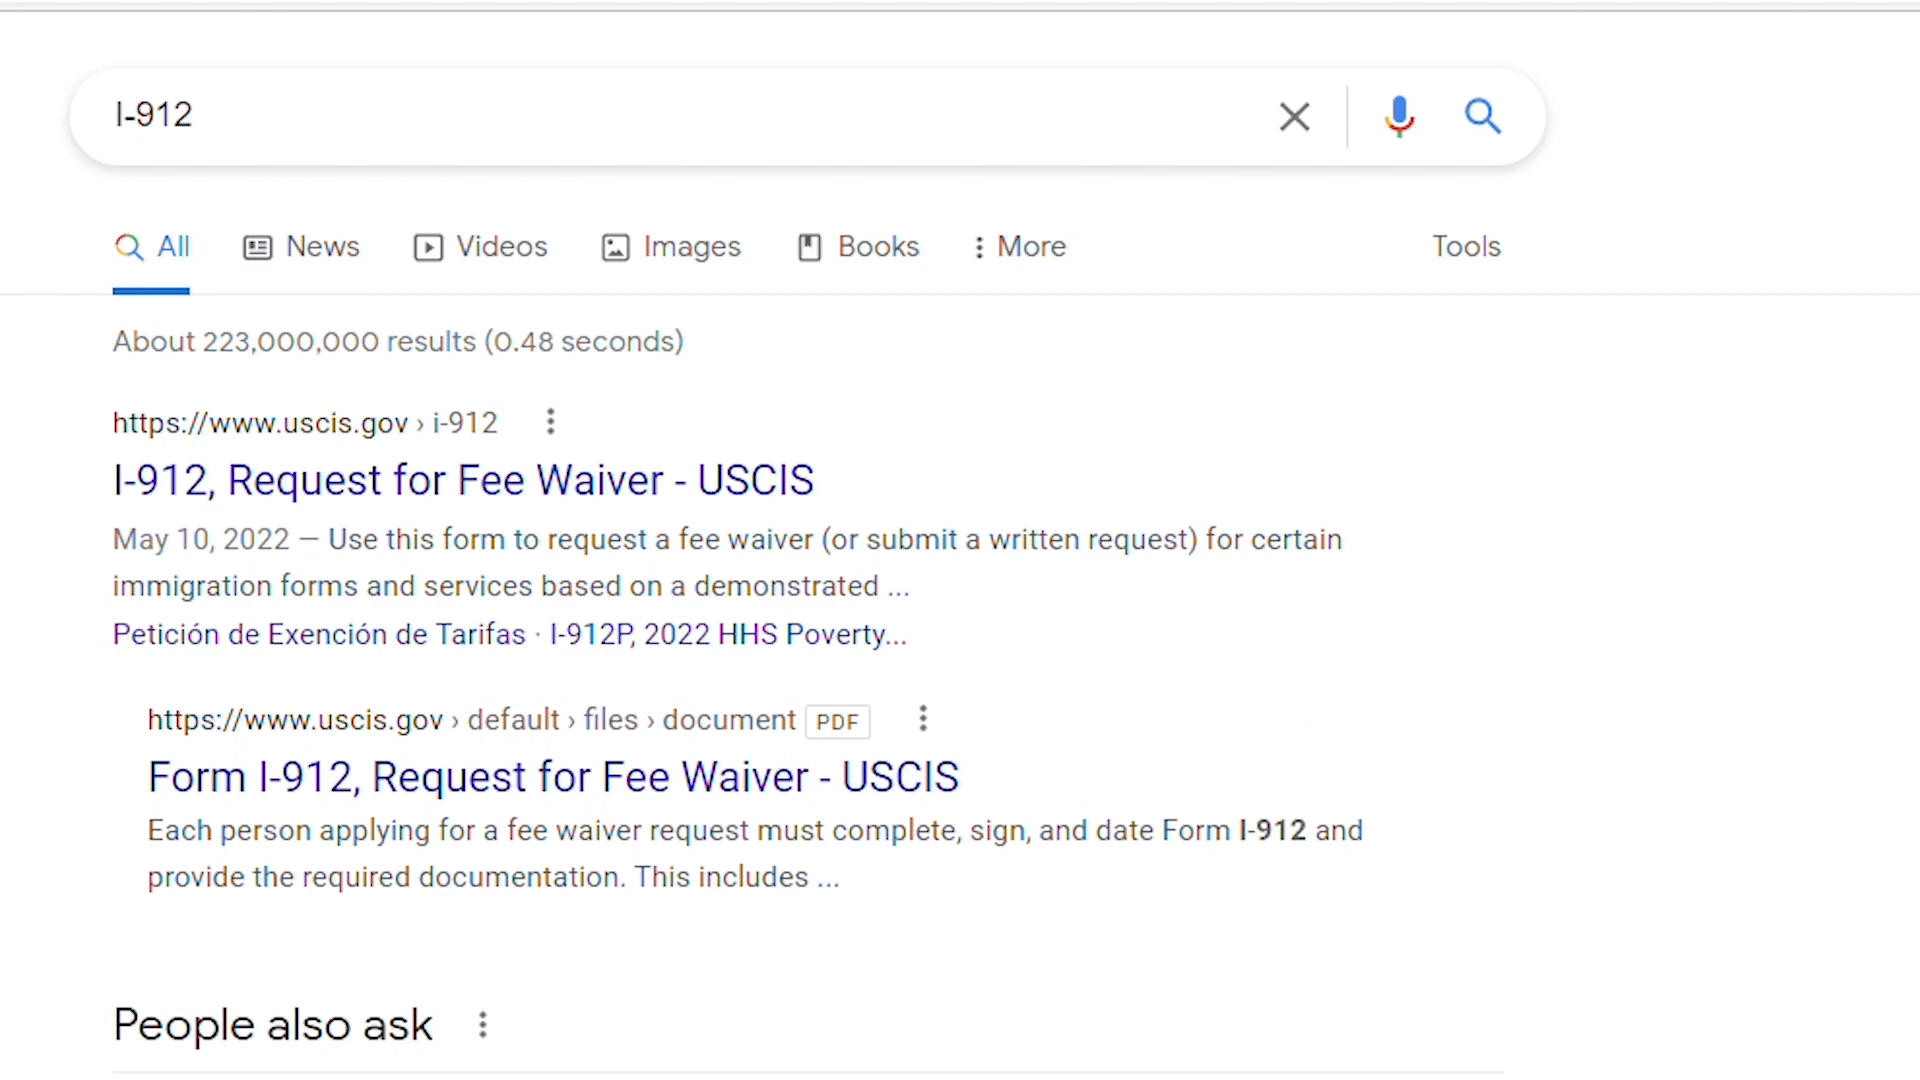 I-912
All News Videos Images Books More Tools
About 223,000,000 results (0.48 seconds)
https://www.uscis.gov › i-912
I-912, Request for Fee Waiver - USCIS
May 10, 2022 — Use this form to request a fee waiver (or submit a written request) for certain
immigration forms and services based on a demonstrated ...
Petición de Exención de Tarifas · I-912P, 2022 HHS Poverty...
https://www.uscis.gov › default › files › document PDF
Form I-912, Request for Fee Waiver - USCIS
Each person applying for a fee waiver request must complete, sign, and date Form I-912 and
provide the required documentation. This includes ...
People also ask